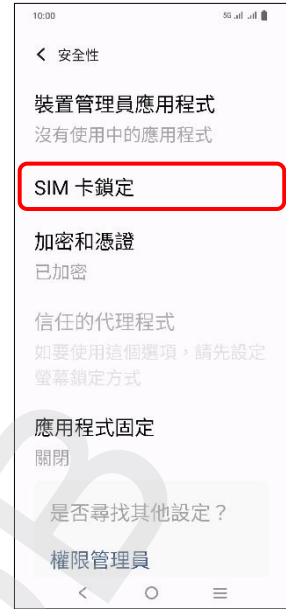 10:00
5G
安全性
裝置管理員應用程式
沒有使用中的應用程式
SIM 卡鎖定
加密和憑證
已加密
信任的代理程式
如要使用這個選項，請先設定
螢幕鎖定方式
應用程式固定
關閉
是否尋找其他設定？
權限管理員